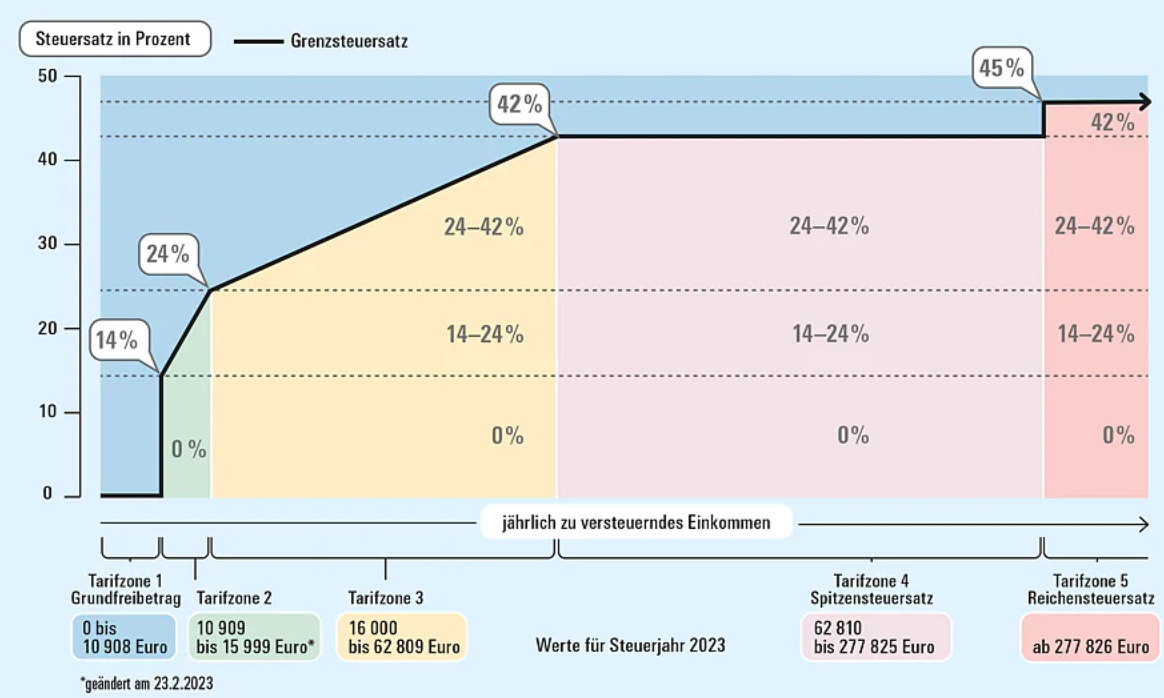 Steuersatz in Prozent
Grenzsteuersatz
50
45 %
42 %
42 %
40
24–42 %
24–42 %
24–42 %
30
24 %
20
14 %
14–24 %
14–24 %
14–24 %
10
0 %
0 %
0 %
0 %
0
jährlich zu versteuerndes Einkommen
Tarifzone 1
Grundfreibetrag
0 bis
10 908 Euro
Tarifzone 2
10 909
bis 15 999 Euro*
Tarifzone 3
16 000
bis 62 809 Euro
Werte für Steuerjahr 2023
Tarifzone 4
Spitzensteuersatz
62 810
bis 277 825 Euro
Tarifzone 5
Reichensteuersatz
ab 277 826 Euro
*geändert am 23.2.2023